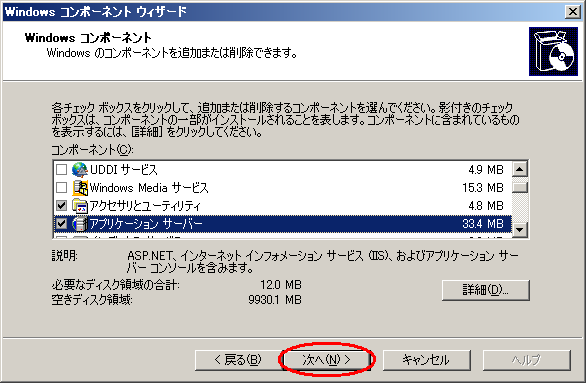 Windows コンポーネント ウィザード
Windows コンポーネント
Windows のコンポーネントを追加または削除できます。
各チェック ボックスをクリックして、追加または削除するコンポーネントを選んでください。影付きのチェック
ボックスは、コンポーネントの一部がインストールされることを表します。コンポーネントに含まれているもの
を表示するには、[詳細] をクリックしてください。
コンポーネント(C):
UDDI サービス 4.9 MB
Windows Media サービス 15.3 MB
アクセサリとユーティリティ 4.8 MB
アプリケーション サーバー 33.4 MB
説明: ASP.NET、インターネット インフォメーション サービス (IIS)、およびアプリケーション サー
バー コンソールを含みます。
必要なディスク領域の合計: 12.0 MB
空きディスク領域: 9930.1 MB
詳細(D)...
< 戻る(B) 次へ(N) > キャンセル ヘルプ